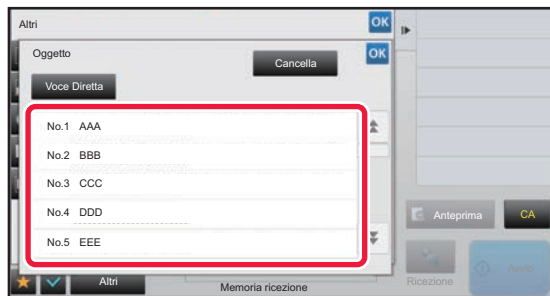 Altri
OK
Oggetto
Cancella
OK
Voce Diretta
No.1 AAA
No.2 BBB
No.3 CCC
No.4 DDD
No.5 EEE
Anteprima
CA
Altri
Memoria ricezione
Ricezione
Avvio